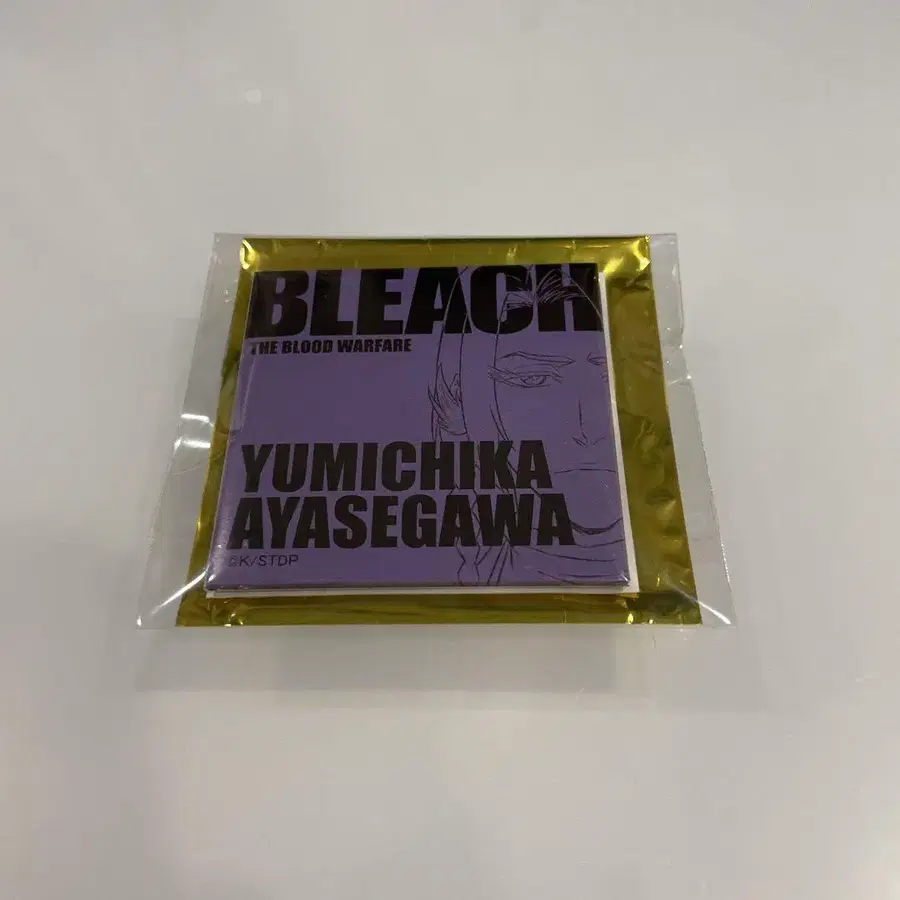 BLEACH
THE BLOOD WARFARE
YUMICHIKA
AYASEGAWA
©K/STDP